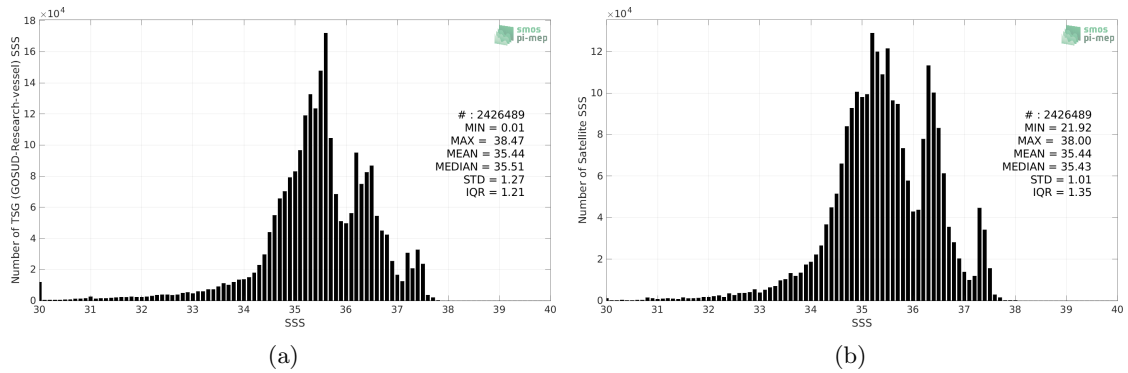 ×10⁴
18
16
14
12
10
8
6
4
2
0
Number of TSG (GOSUD-Research-vessel) SSS
smos
pi-mep
# : 2426489
MIN = 0.01
MAX = 38.47
MEAN = 35.44
MEDIAN = 35.51
STD = 1.27
IQR = 1.21
30 31 32 33 34 35 36 37 38 39 40
SSS
(a)
×10⁴
12
10
8
6
4
2
0
Number of Satellite SSS
smos
pi-mep
# : 2426489
MIN = 21.92
MAX = 38.00
MEAN = 35.44
MEDIAN = 35.43
STD = 1.01
IQR = 1.35
30 31 32 33 34 35 36 37 38 39 40
SSS
(b)